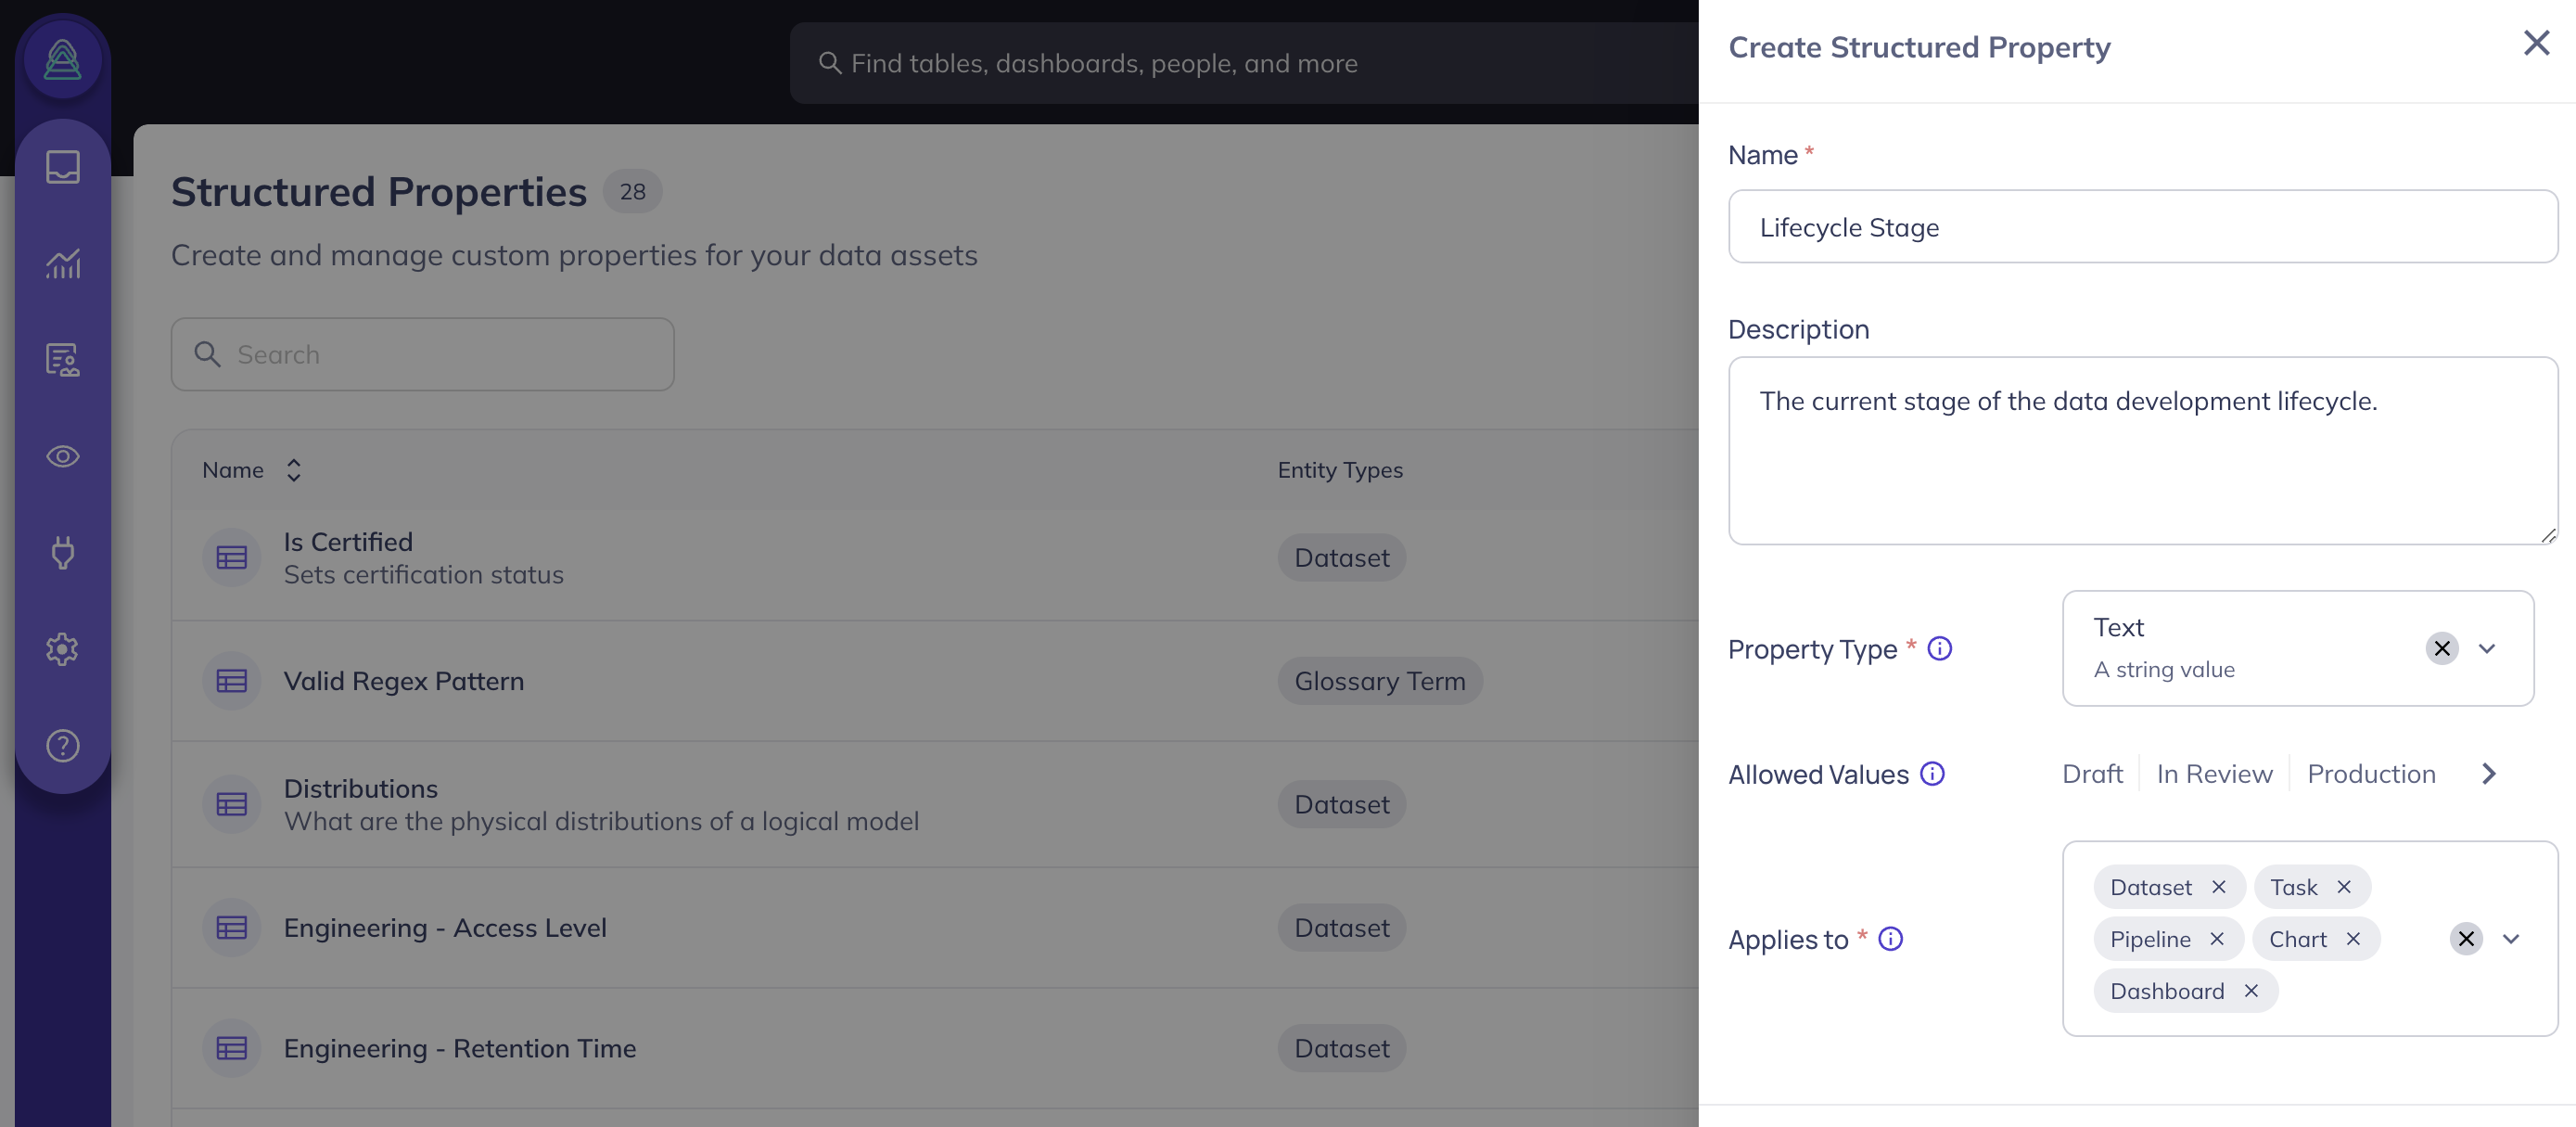 Find tables, dashboards, people, and more
Structured Properties 28
Create and manage custom properties for your data assets
Search
Name Entity Types
Is Certified
Sets certification status
Dataset
Valid Regex Pattern
Glossary Term
Distributions
What are the physical distributions of a logical model
Dataset
Engineering - Access Level
Dataset
Engineering - Retention Time
Dataset
Create Structured Property
Name *
Lifecycle Stage
Description
The current stage of the data development lifecycle.
Property Type *
Text
A string value
Allowed Values
Draft In Review Production
Applies to *
Dataset Task
Pipeline Chart
Dashboard